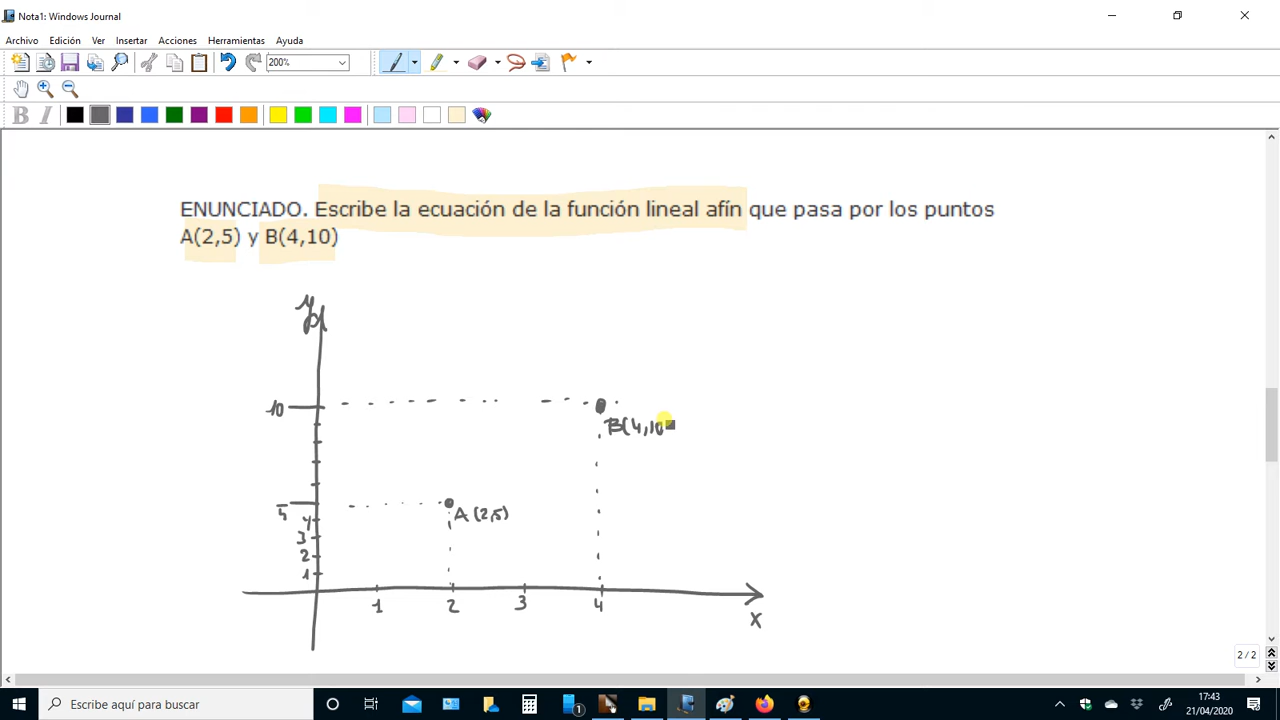 Nota1: Windows Journal
Archivo Edición Ver Insertar Acciones Herramientas Ayuda
200%
B I
ENUNCIADO. Escribe la ecuación de la función lineal afín que pasa por los puntos
A(2,5) y B(4,10)
y
10
B(4,10
5
A(2,5)
4
3
2
1
1 2 3 4
x
2 / 2
Escribe aquí para buscar
1
17:43
21/04/2020